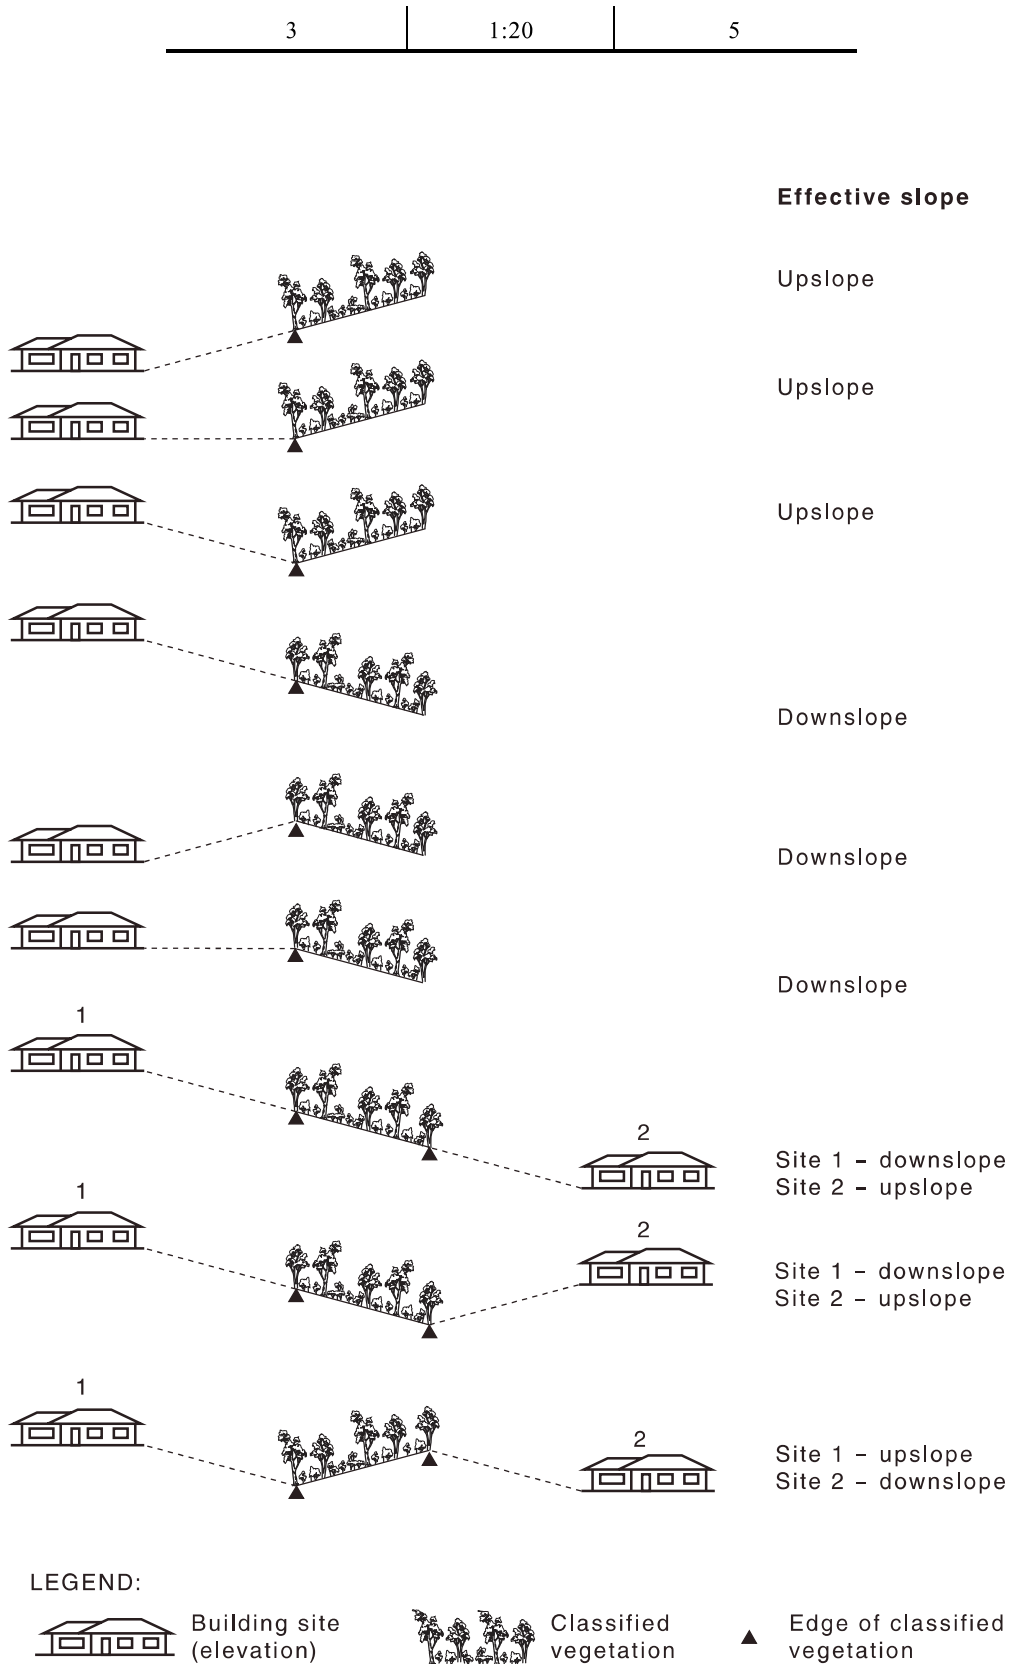 3 1:20 5
Effective slope
Upslope
Upslope
Upslope
Downslope
Downslope
Downslope
1
2
Site 1 – downslope
Site 2 – upslope
1
2
Site 1 – downslope
Site 2 – upslope
1
2
Site 1 – upslope
Site 2 – downslope
LEGEND:
Building site
(elevation)
Classified
vegetation
Edge of classified
vegetation